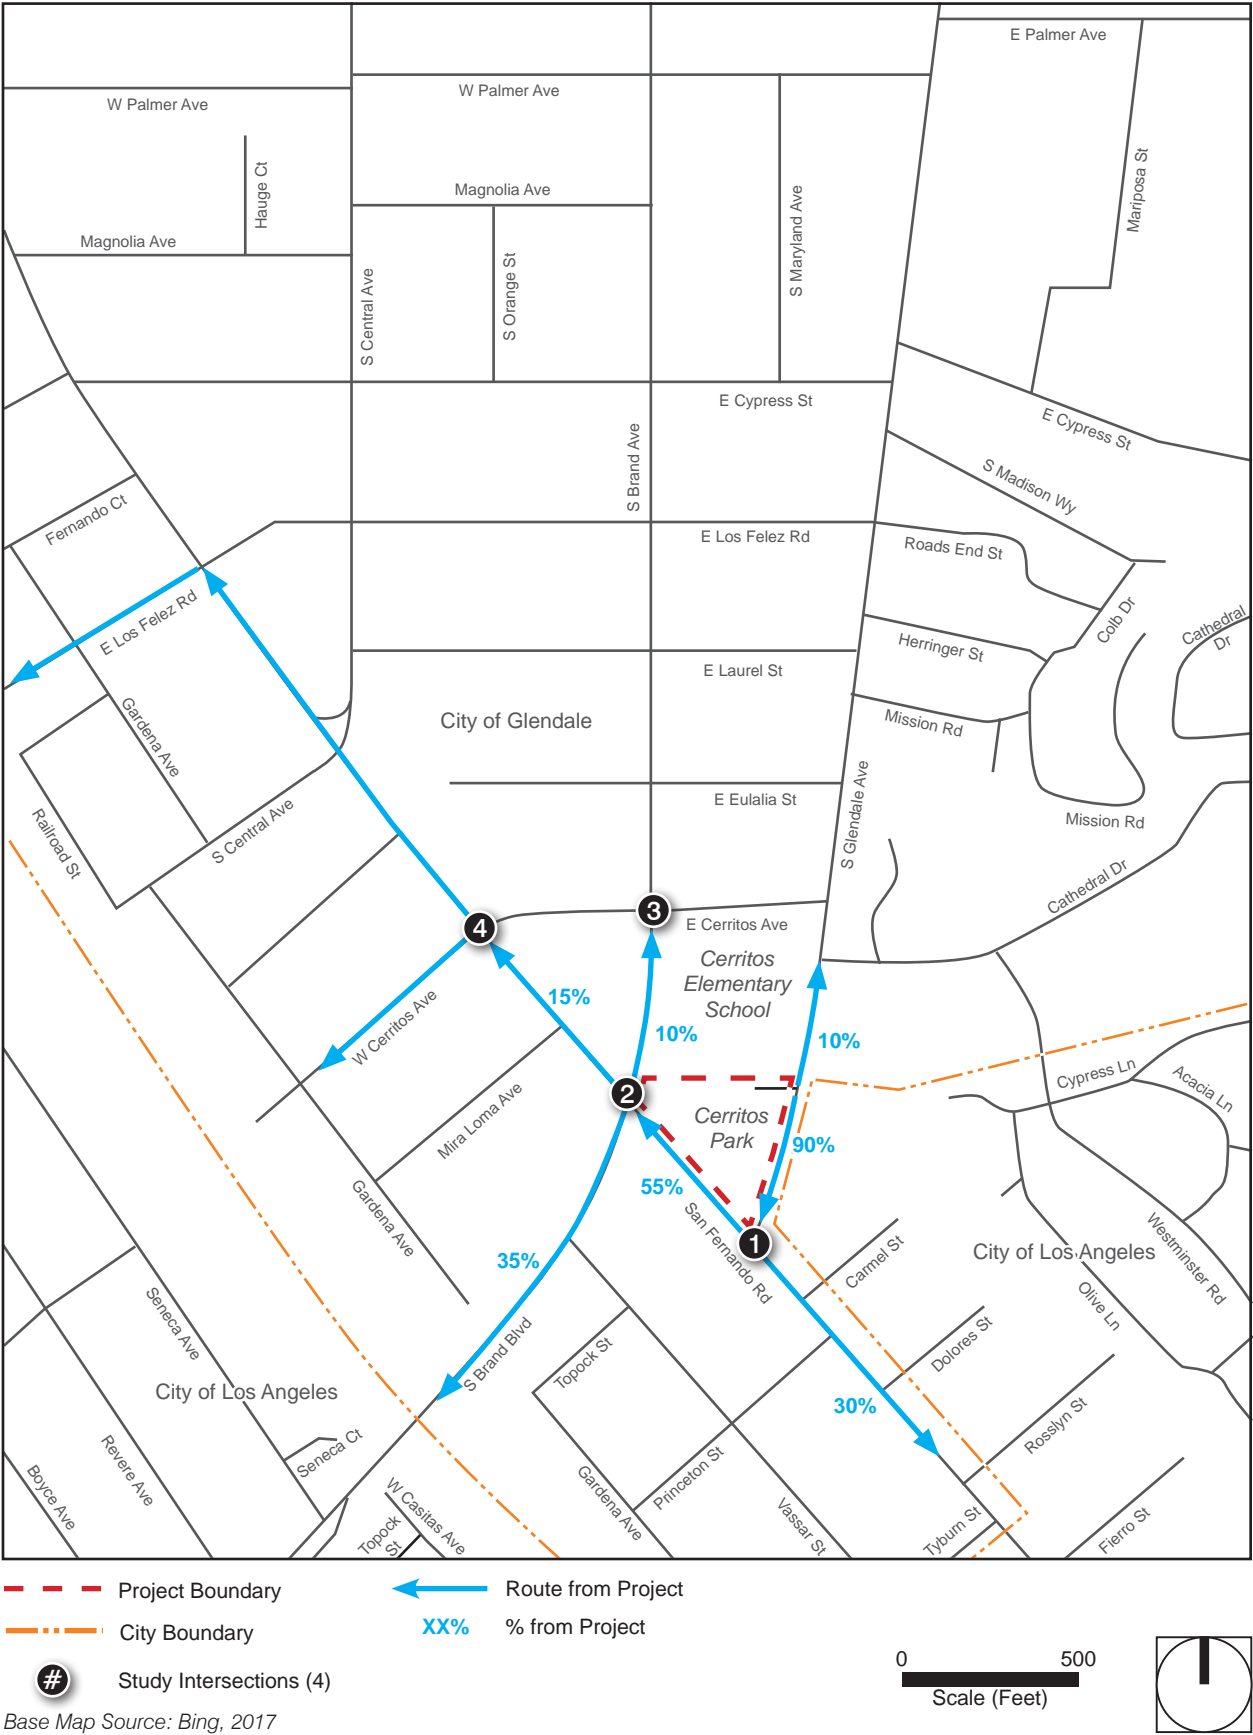 E Palmer Ave
W Palmer Ave
W Palmer Ave
Hauge Ct
Mariposa St
Magnolia Ave
S Maryland Ave
Magnolia Ave
S Orange St
S Central Ave
E Cypress St
E Cypress St
S Brand Ave
S Madison Wy
Fernando Ct
E Los Felez Rd
Roads End St
E Los Felez Rd
Colb Dr
Cathedral
Dr
Herringer St
E Laurel St
Gardena Ave
City of Glendale
Mission Rd
E Eulalia St
S Glendale Ave
Mission Rd
S Central Ave
Railroad St
Cathedral Dr
3
4
E Cerritos Ave
Cerritos
Elementary
School
15%
10%
10%
W Cerritos Ave
Cypress Ln
Acacia Ln
2
Mira Loma Ave
Cerritos
Park
90%
55%
Gardena Ave
San Fernando Rd
1
City of Los Angeles
Westminster Rd
Carmel St
35%
Olive Ln
Seneca Ave
S Brand Blvd
Topock St
Dolores St
City of Los Angeles
30%
Rosslyn St
Seneca Ct
Revere Ave
Boyce Ave
Princeton St
Gardena Ave
W Casitas Ave
Vassar St
Topock
St
Tyburn St
Fierro St
Project Boundary
Route from Project
City Boundary
XX%
% from Project
#
Study Intersections (4)
0
500
Scale (Feet)
Base Map Source: Bing, 2017